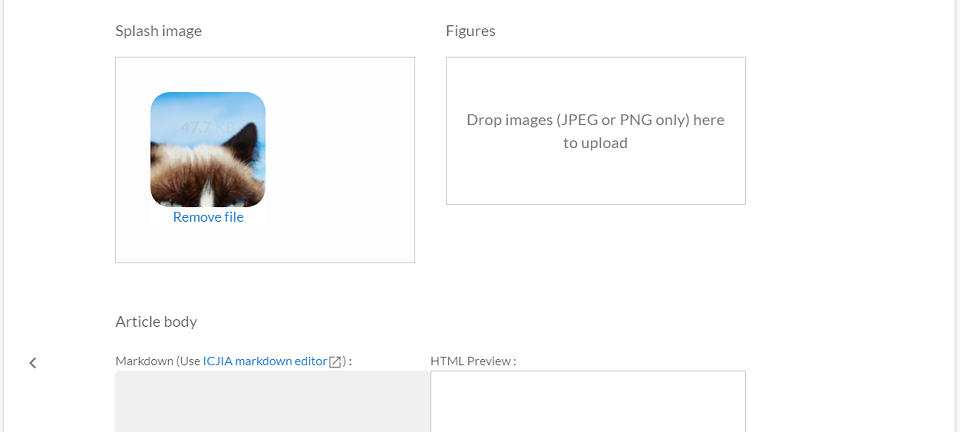 Splash image
Figures
47.7 KB
Drop images (JPEG or PNG only) here
to upload
Remove file
Article body
Markdown (Use ICJIA markdown editor) :
HTML Preview :